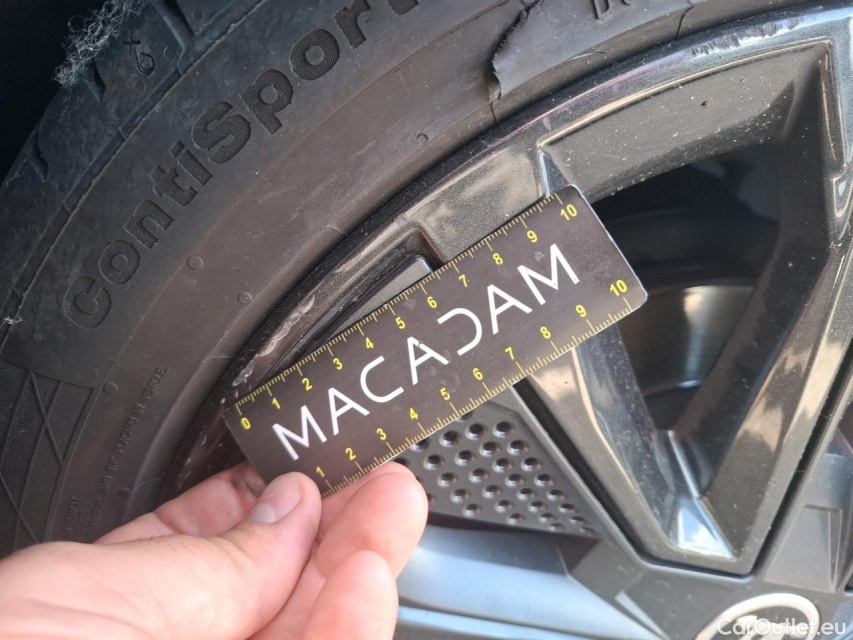 ContiSport
0 1 2 3 4 5 6 7 8 9 10
MACADAM
1 2 3 4 5 6 7 8 9 10
CarOutlet.eu